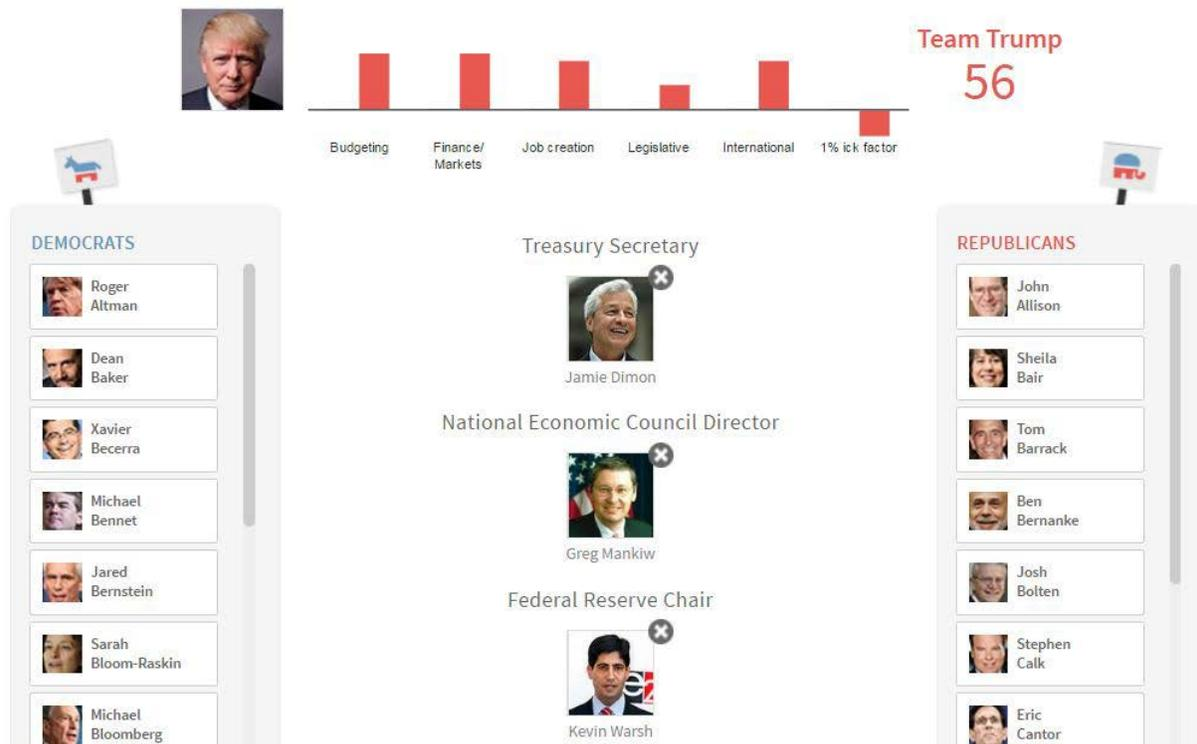 Team Trump
56
Budgeting
Finance/
Markets
Job creation
Legislative
International
1% ick factor
DEMOCRATS
Roger
Altman
Dean
Baker
Xavier
Becerra
Michael
Bennet
Jared
Bernstein
Sarah
Bloom-Raskin
Michael
Bloomberg
Treasury Secretary
Jamie Dimon
National Economic Council Director
Greg Mankiw
Federal Reserve Chair
e2
Kevin Warsh
REPUBLICANS
John
Allison
Sheila
Bair
Tom
Barrack
Ben
Bernanke
Josh
Bolten
Stephen
Calk
Eric
Cantor